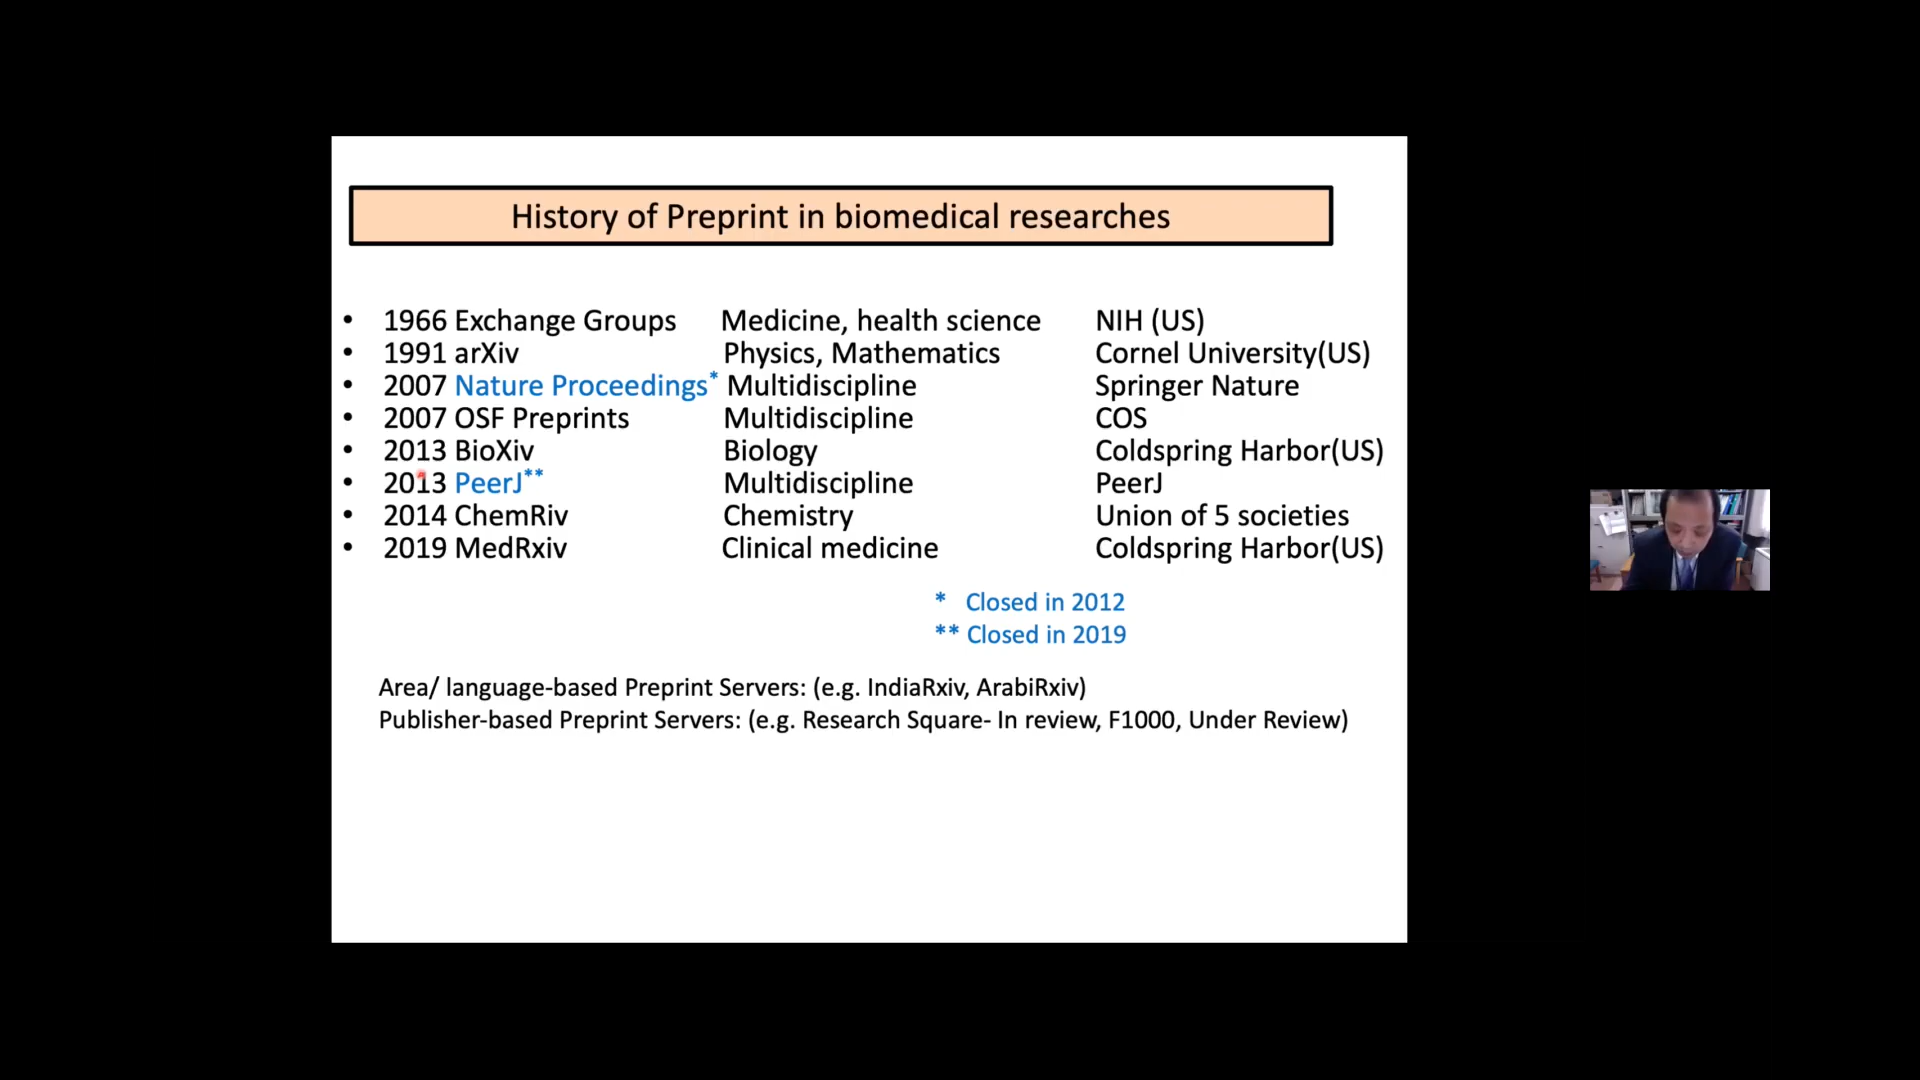 History of Preprint in biomedical researches
• 1966 Exchange Groups Medicine, health science NIH (US)
• 1991 arXiv Physics, Mathematics Cornel University(US)
• 2007 Nature Proceedings* Multidiscipline Springer Nature
• 2007 OSF Preprints Multidiscipline COS
• 2013 BioXiv Biology Coldspring Harbor(US)
• 2013 PeerJ** Multidiscipline PeerJ
• 2014 ChemRiv Chemistry Union of 5 societies
• 2019 MedRxiv Clinical medicine Coldspring Harbor(US)
* Closed in 2012
** Closed in 2019
Area/ language-based Preprint Servers: (e.g. IndiaRxiv, ArabiRxiv)
Publisher-based Preprint Servers: (e.g. Research Square- In review, F1000, Under Review)